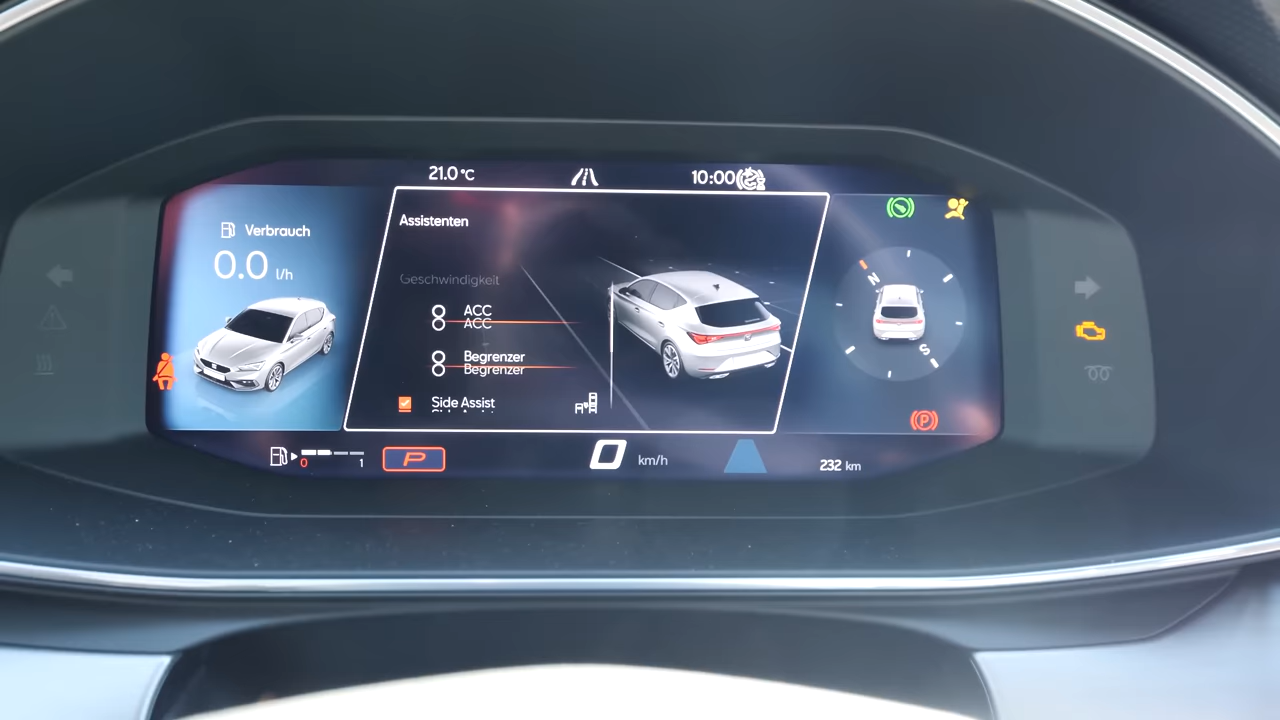 21.0 °C
10:00
Assistenten
Verbrauch
0.0 l/h
Geschwindigkeit
ACC
ACC
Begrenzer
Begrenzer
Side Assist
N
S
P
0
1
P
0 km/h
232 km